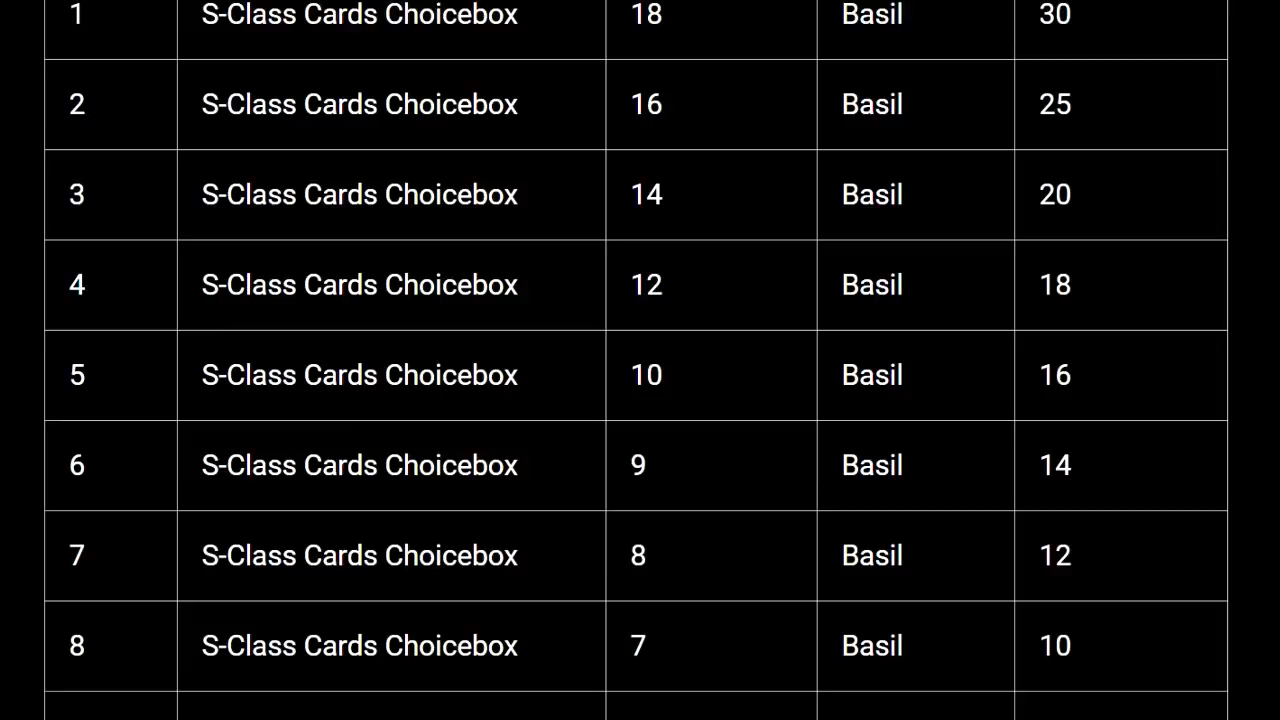 1 S-Class Cards Choicebox 18 Basil 30
2 S-Class Cards Choicebox 16 Basil 25
3 S-Class Cards Choicebox 14 Basil 20
4 S-Class Cards Choicebox 12 Basil 18
5 S-Class Cards Choicebox 10 Basil 16
6 S-Class Cards Choicebox 9 Basil 14
7 S-Class Cards Choicebox 8 Basil 12
8 S-Class Cards Choicebox 7 Basil 10